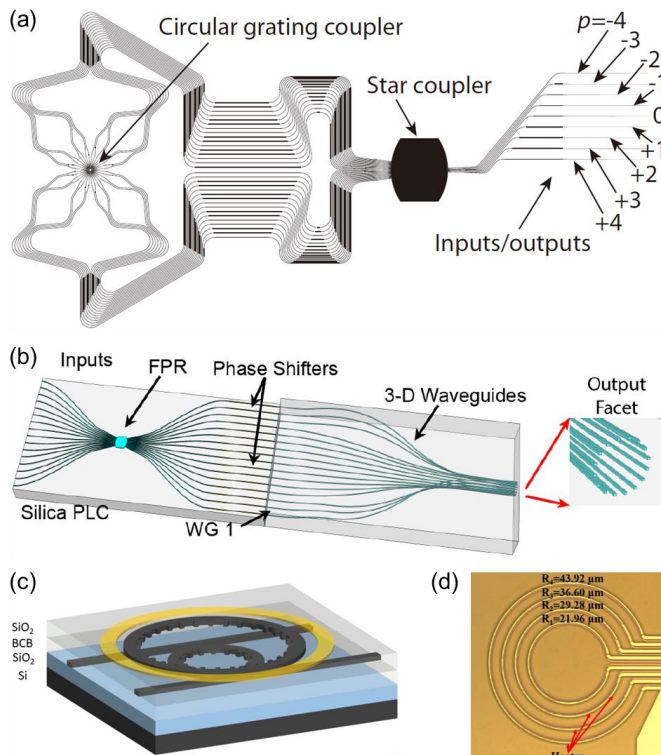 (a)
Circular grating coupler
Star coupler
p=-4
-3
-2
-1
0
+1
+2
+3
+4
Inputs/outputs
(b)
Inputs
FPR
Phase Shifters
3-D Waveguides
Output
Facet
Silica PLC
WG 1
(c)
SiO₂
BCB
SiO₂
Si
(d)
R₄=43.92 μm
R₃=36.60 μm
R₂=29.28 μm
R₁=21.96 μm